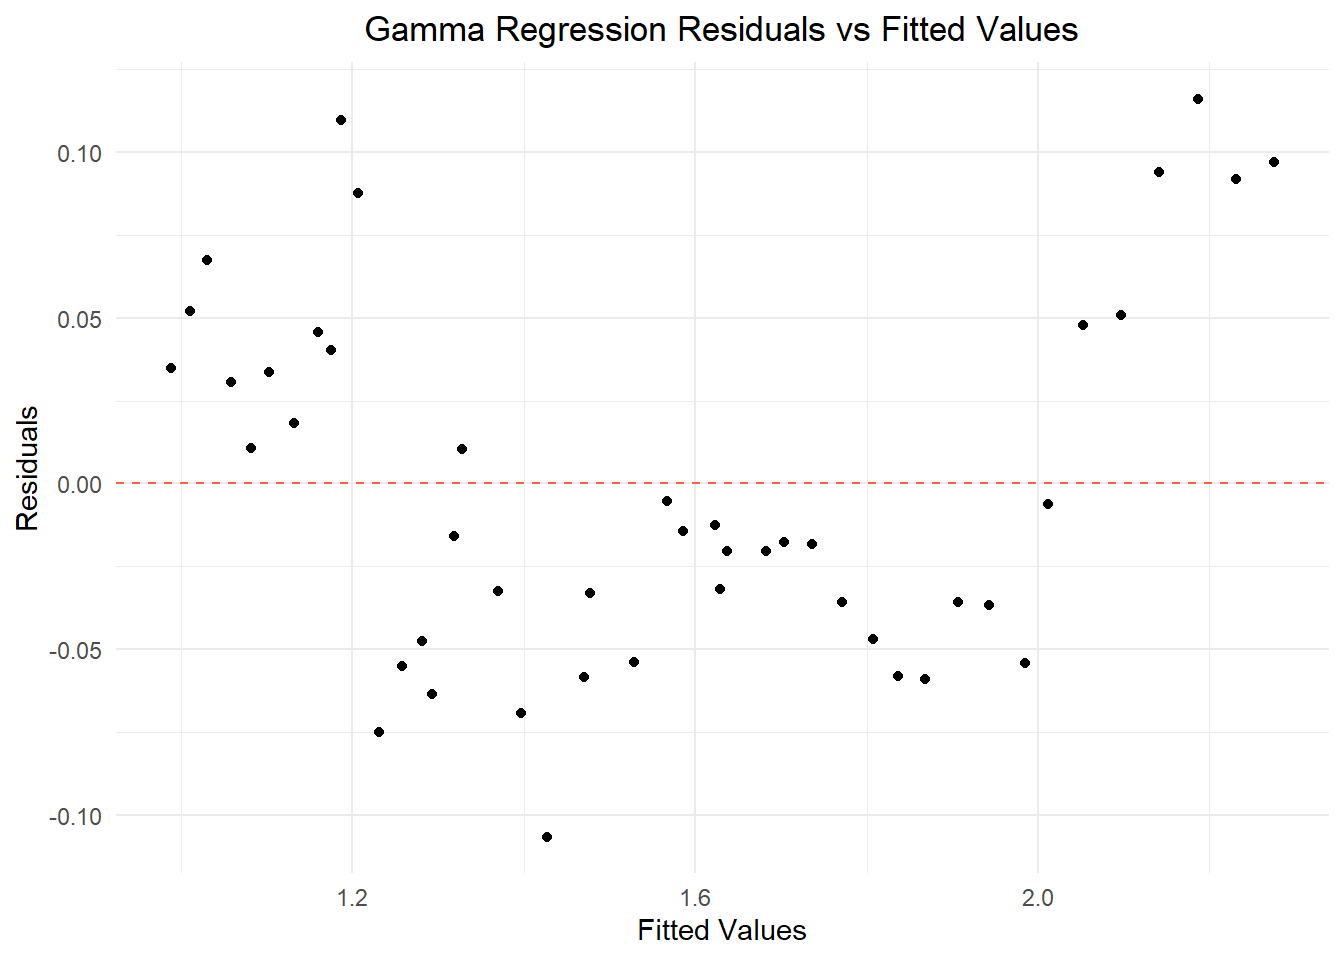 Gamma Regression Residuals vs Fitted Values
0.10
0.05
0.00
-0.05
-0.10
Residuals
1.2
1.6
2.0
Fitted Values